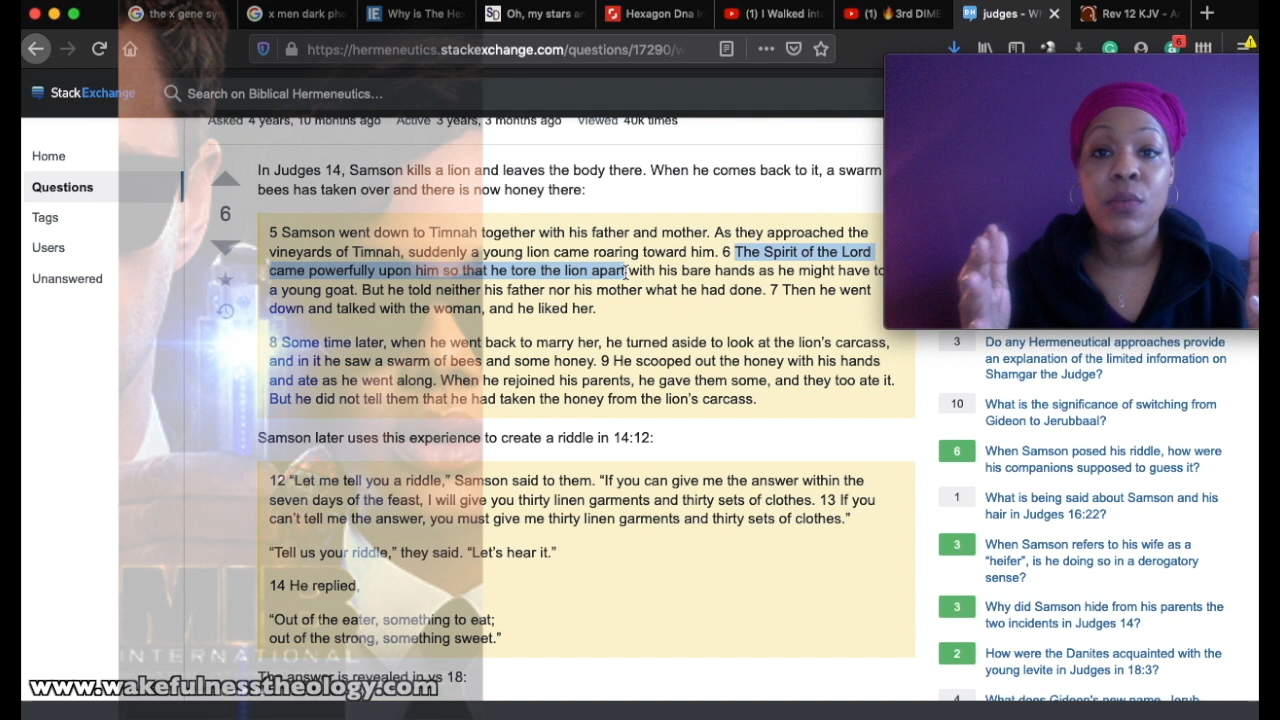 the x gene sy
x men dark ph
Why is The He
Oh, my stars a
Hexagon Dna I
(1) I Walked int
(1) 🔥3rd DIME
judges - W
Rev 12 KJV - A
https://hermeneutics.stackexchange.com/questions/17290/
6
StackExchange
Search on Biblical Hermeneutics…
Asked 4 years, 10 months ago Active 3 years, 3 months ago Viewed 40k times
Home
Questions
Tags
Users
Unanswered
6
In Judges 14, Samson kills a lion and leaves the body there. When he comes back to it, a swarm
bees has taken over and there is now honey there:
5 Samson went down to Timnah together with his father and mother. As they approached the
vineyards of Timnah, suddenly a young lion came roaring toward him. 6 The Spirit of the Lord
came powerfully upon him so that he tore the lion apart with his bare hands as he might have to
a young goat. But he told neither his father nor his mother what he had done. 7 Then he went
down and talked with the woman, and he liked her.
8 Some time later, when he went back to marry her, he turned aside to look at the lion's carcass,
and in it he saw a swarm of bees and some honey. 9 He scooped out the honey with his hands
and ate as he went along. When he rejoined his parents, he gave them some, and they too ate it.
But he did not tell them that he had taken the honey from the lion's carcass.
Samson later uses this experience to create a riddle in 14:12:
12 “Let me tell you a riddle,” Samson said to them. “If you can give me the answer within the
seven days of the feast, I will give you thirty linen garments and thirty sets of clothes. 13 If you
can't tell me the answer, you must give me thirty linen garments and thirty sets of clothes.”
“Tell us your riddle,” they said. “Let's hear it.”
14 He replied,
“Out of the eater, something to eat;
out of the strong, something sweet.”
The answer is revealed in vs 18:
3 Do any Hermeneutical approaches provide
an explanation of the limited information on
Shamgar the Judge?
10 What is the significance of switching from
Gideon to Jerubbaal?
6 When Samson posed his riddle, how were
his companions supposed to guess it?
1 What is being said about Samson and his
hair in Judges 16:22?
3 When Samson refers to his wife as a
“heifer”, is he doing so in a derogatory
sense?
3 Why did Samson hide from his parents the
two incidents in Judges 14?
2 How were the Danites acquainted with the
young levite in Judges in 18:3?
4 What does Gideon's new name, Jerub
INTERNATIONAL
www.wakefulnesstheology.com